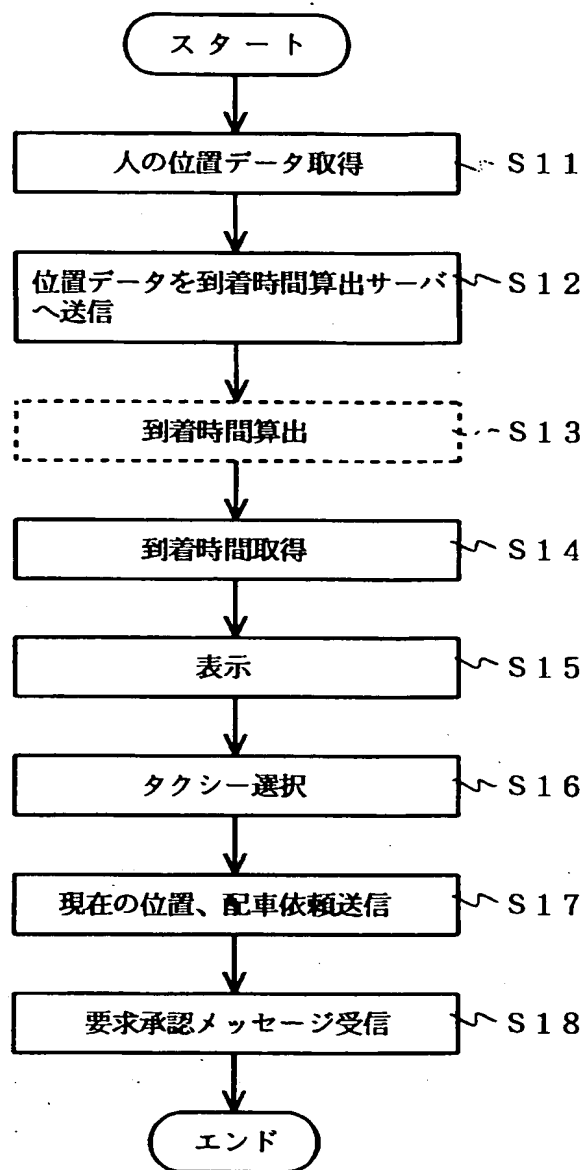 スタート
人の位置データ取得
S11
位置データを到着時間算出サーバ
へ送信
S12
到着時間算出
S13
到着時間取得
S14
表示
S15
タクシー選択
S16
現在の位置、配車依頼送信
S17
要求承認メッセージ受信
S18
エンド